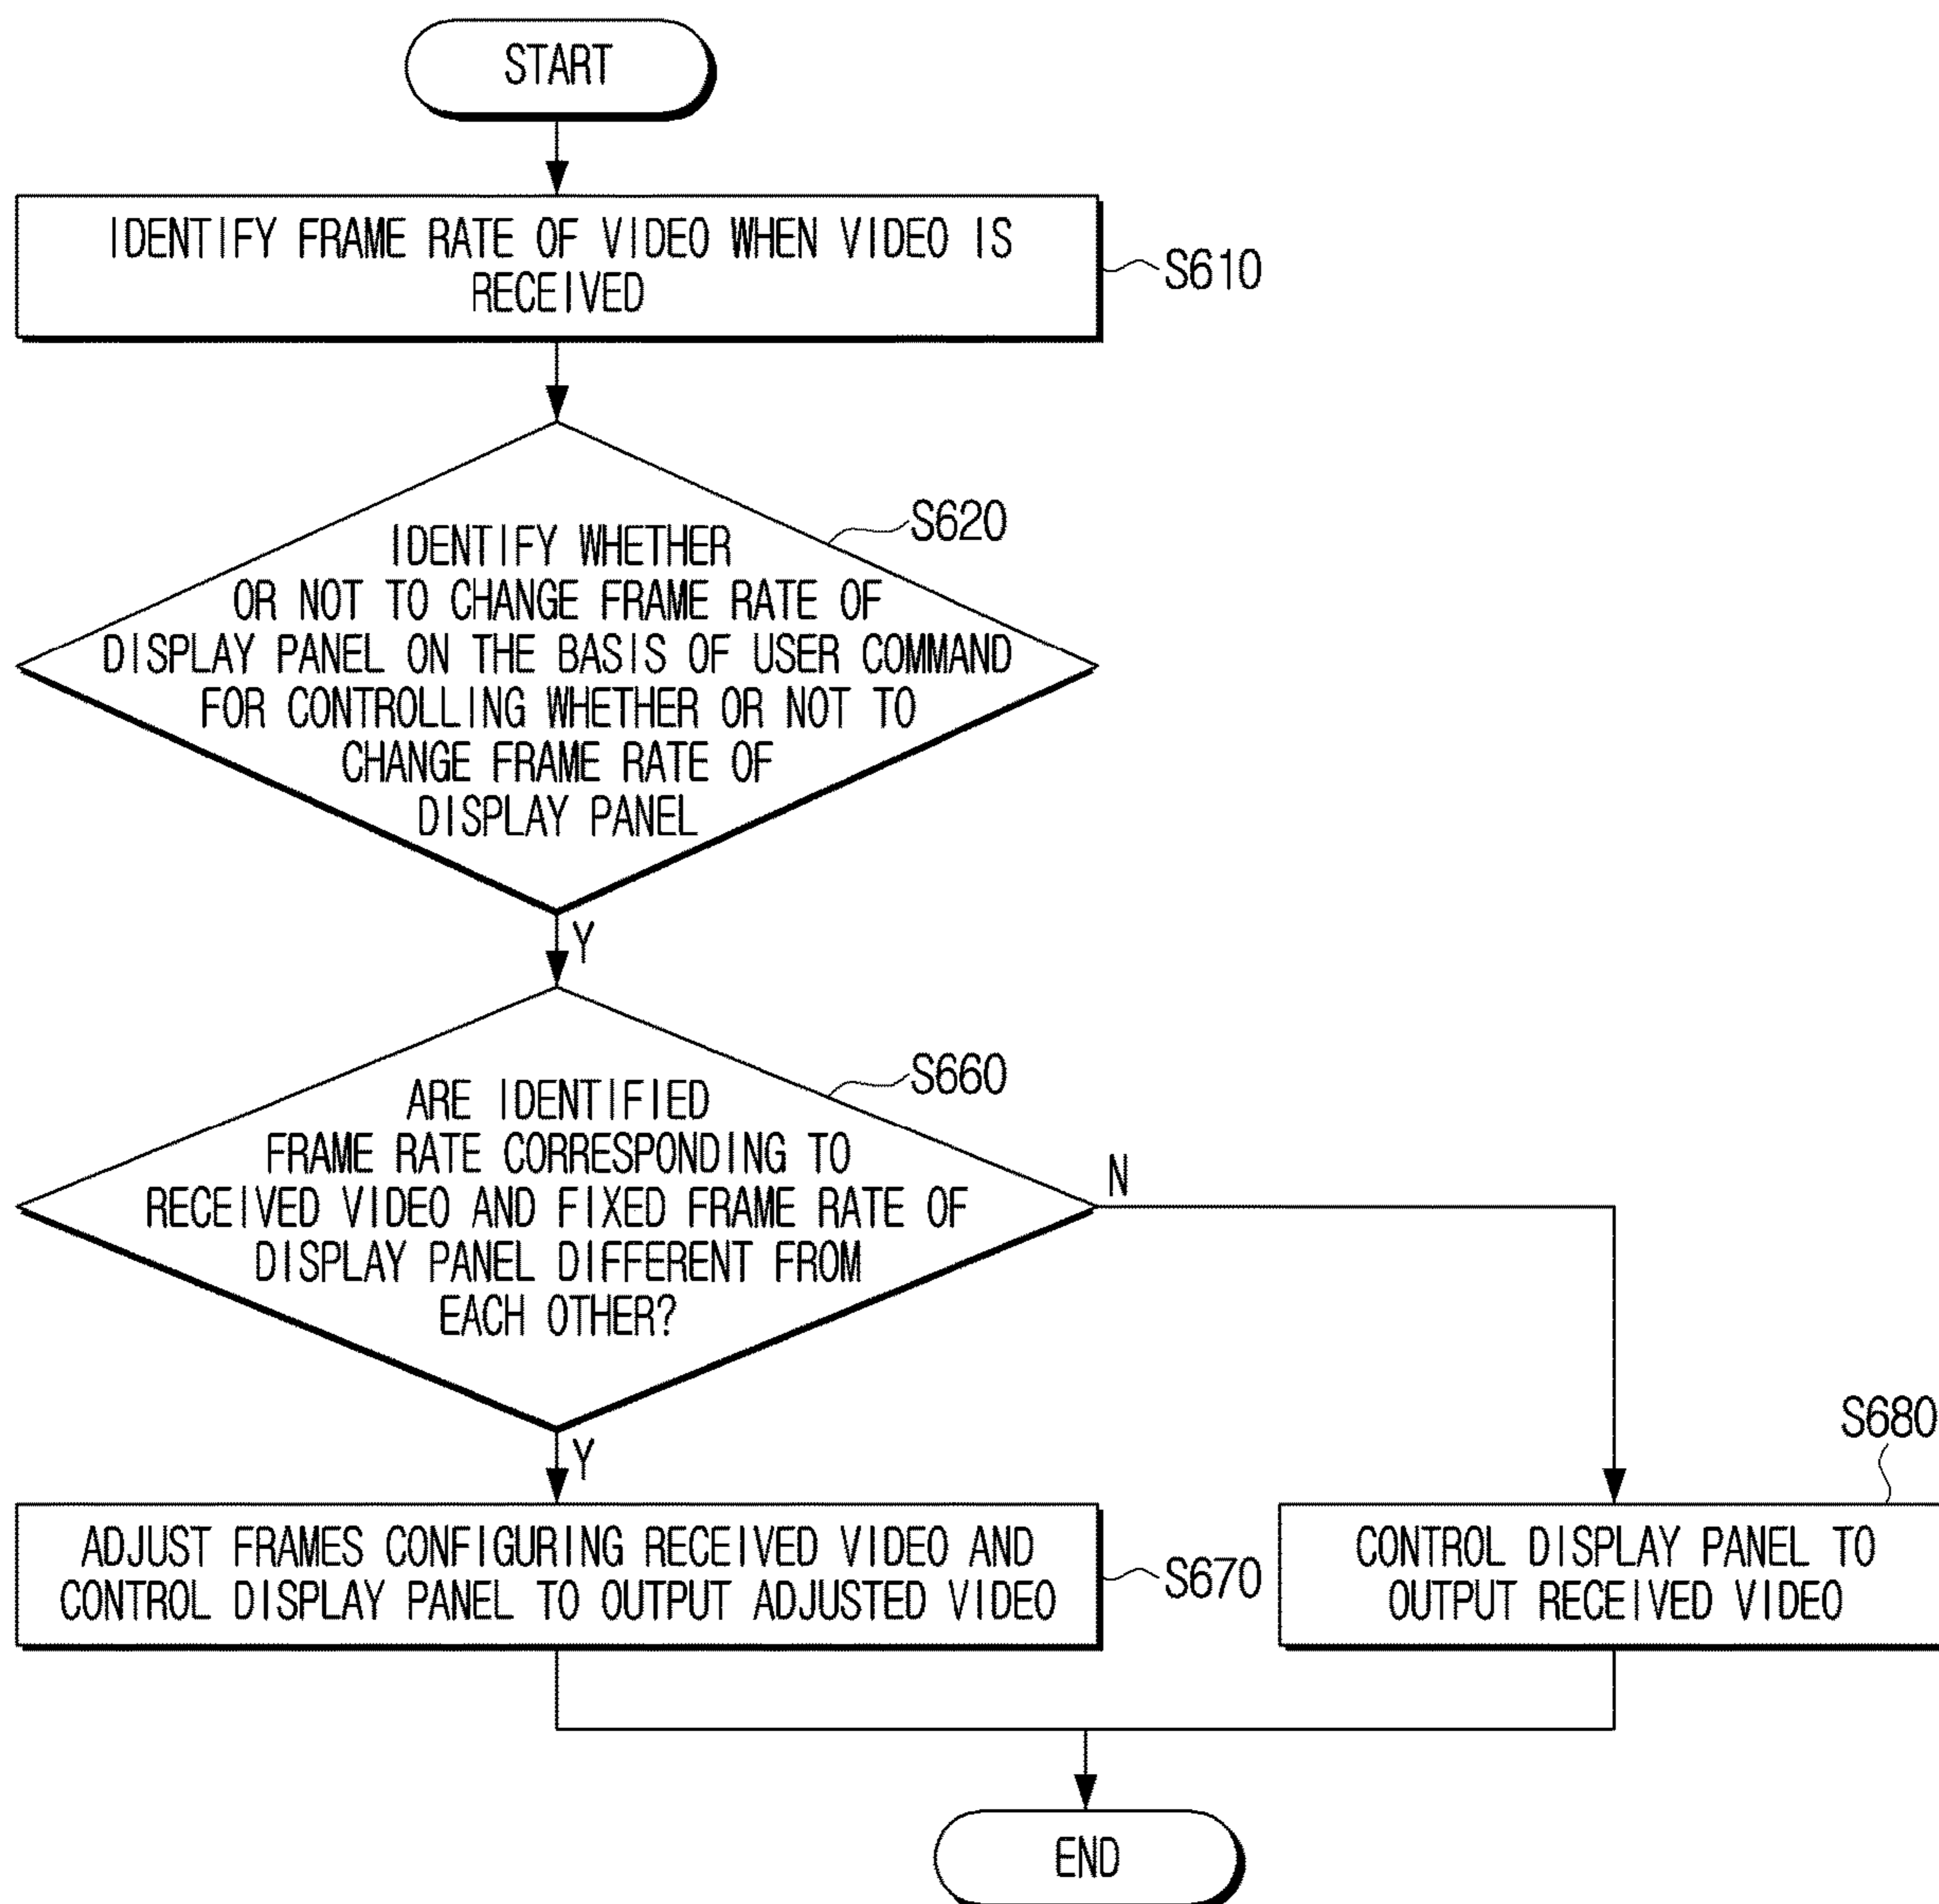 START
IDENTIFY FRAME RATE OF VIDEO WHEN VIDEO IS
RECEIVED
S610
S620
IDENTIFY WHETHER
OR NOT TO CHANGE FRAME RATE OF
DISPLAY PANEL ON THE BASIS OF USER COMMAND
FOR CONTROLLING WHETHER OR NOT TO
CHANGE FRAME RATE OF
DISPLAY PANEL
Y
S660
ARE IDENTIFIED
FRAME RATE CORRESPONDING TO
RECEIVED VIDEO AND FIXED FRAME RATE OF
DISPLAY PANEL DIFFERENT FROM
EACH OTHER?
N
Y
S680
ADJUST FRAMES CONFIGURING RECEIVED VIDEO AND
CONTROL DISPLAY PANEL TO OUTPUT ADJUSTED VIDEO
S670
CONTROL DISPLAY PANEL TO
OUTPUT RECEIVED VIDEO
END